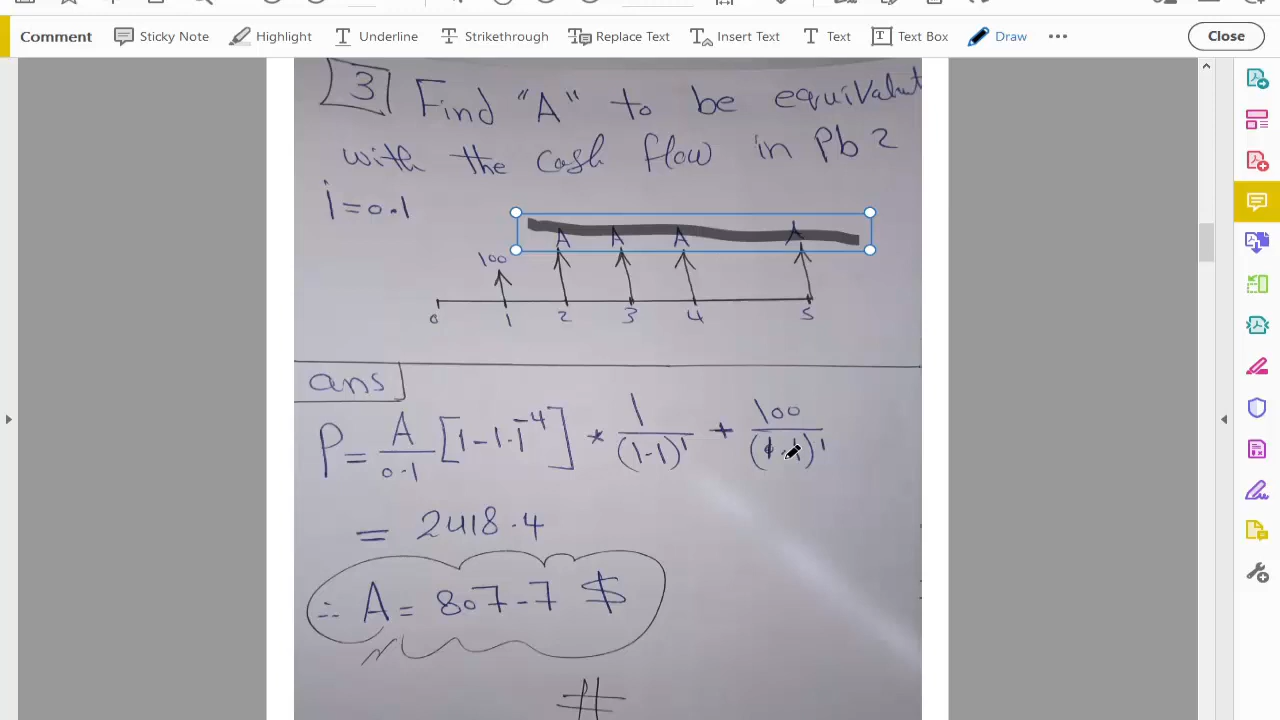 Comment Sticky Note Highlight Underline Strikethrough Replace Text Insert Text Text Text Box Draw Close
3 Find "A" to be equivalent
with the cash flow in Pb 2
i = 0.1
A A A A
100
0 1 2 3 4 5
ans
P = A/0.1 [1-1.1^-4] * 1/(1.1)^1 + 100/(1.1)^1
= 2418.4
∴ A = 807.7 $
#